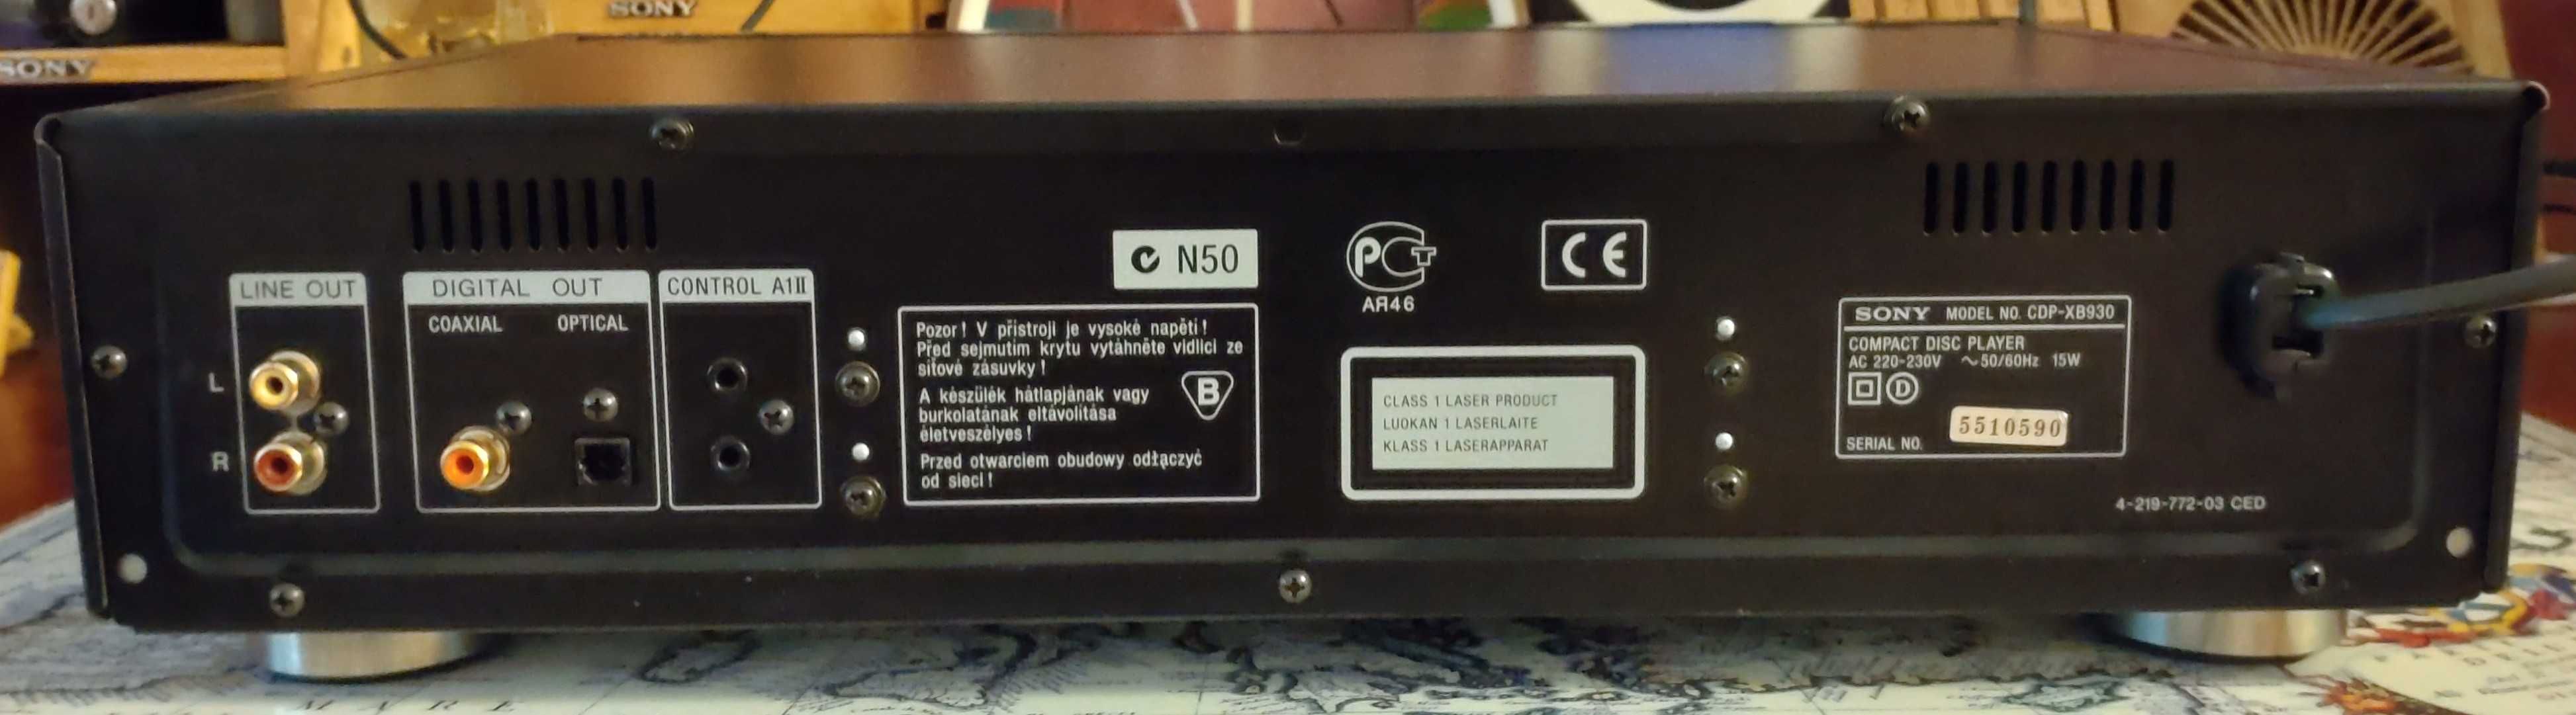 SONY
SONY
LINE OUT
L
R
DIGITAL OUT
COAXIAL OPTICAL
CONTROL A1II
N50
Pozor! V přístroji je vysoké napětí!
Před sejmutím krytu vytáhněte vidlici ze
síťové zásuvky!
A készülék hátlapjának vagy
burkolatának eltávolítása
életveszélyes!
Przed otwarciem obudowy odłączyć
od sieci!
B
РСТ
АЯ46
CE
CLASS 1 LASER PRODUCT
LUOKAN 1 LASERLAITE
KLASS 1 LASERAPPARAT
SONY MODEL NO. CDP-XB930
COMPACT DISC PLAYER
AC 220-230V ~50/60Hz 15W
D
SERIAL NO. 5510590
4-219-772-03 CED
MARE